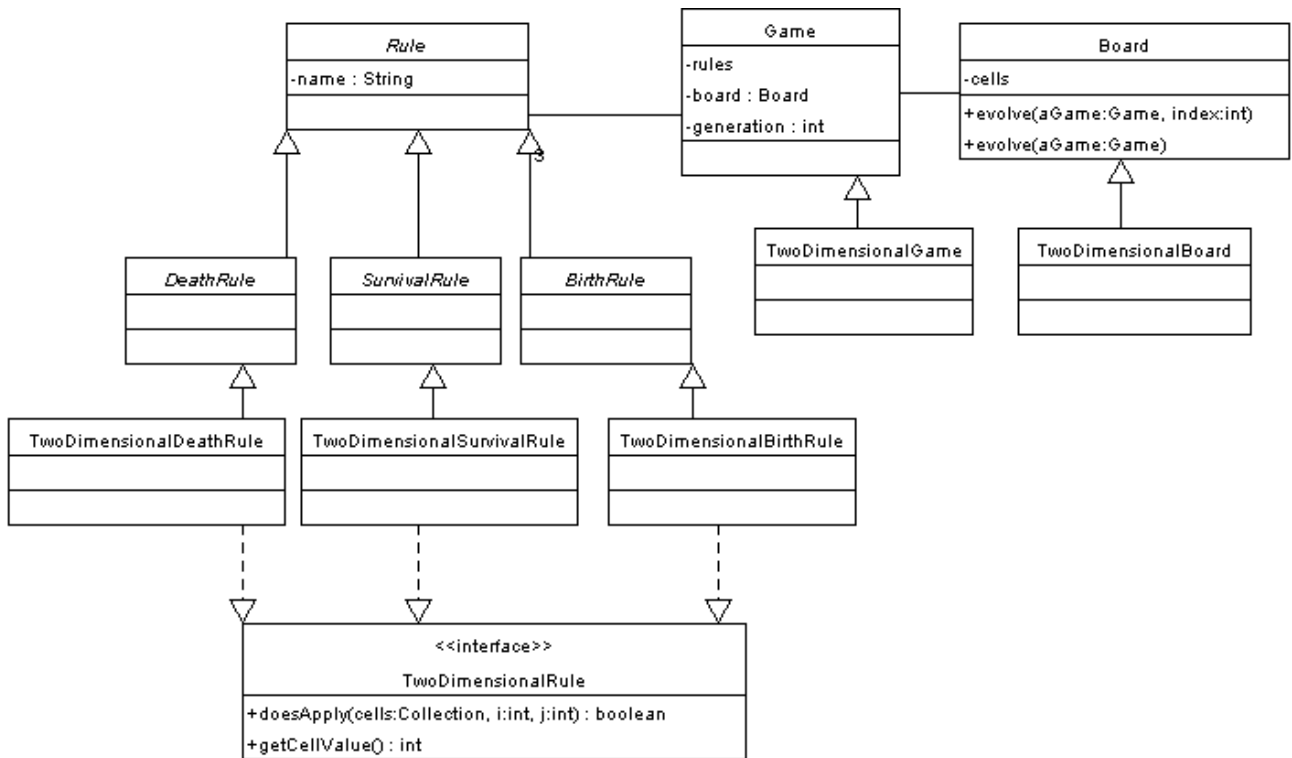 Rule
-name : String
3
Game
-rules
-board : Board
-generation : int
Board
-cells
+evolve(aGame:Game, index:int)
+evolve(aGame:Game)
TwoDimensionalGame
TwoDimensionalBoard
DeathRule
SurvivalRule
BirthRule
TwoDimensionalDeathRule
TwoDimensionalSurvivalRule
TwoDimensionalBirthRule
<<interface>>
TwoDimensionalRule
+doesApply(cells:Collection, i:int, j:int) : boolean
+getCellValue() : int